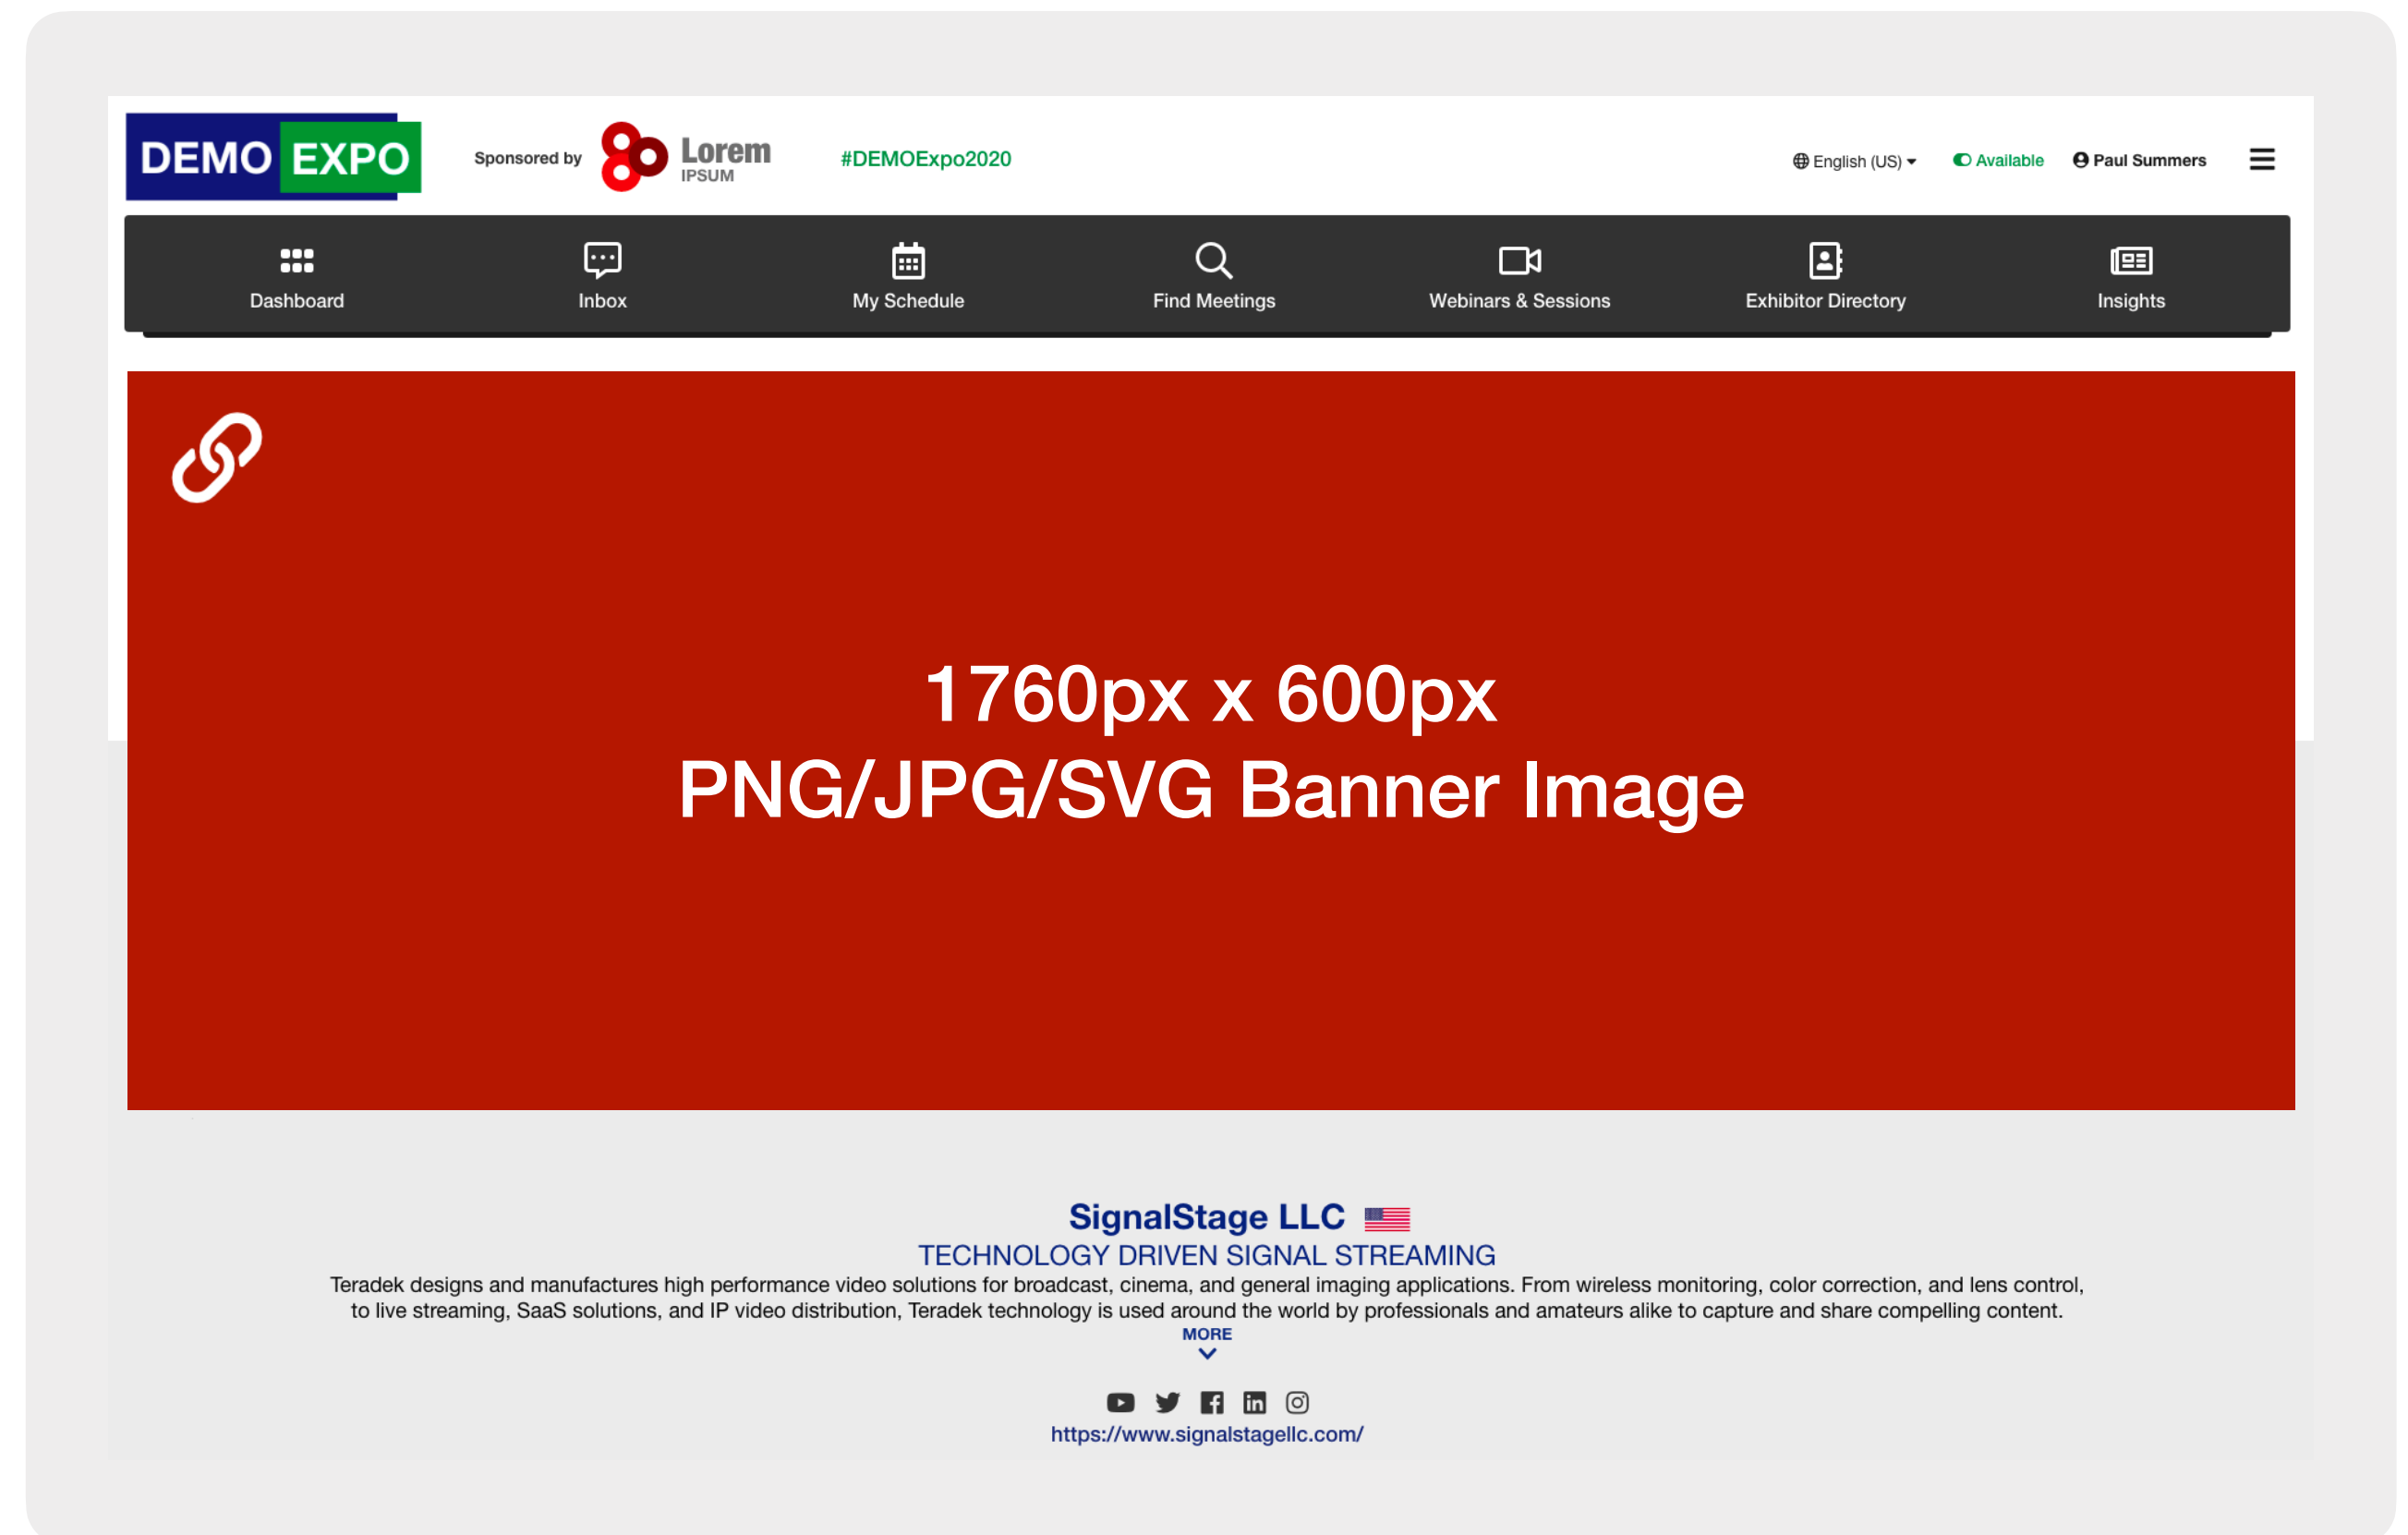 DEMO EXPO
Sponsored by
Lorem
IPSUM
#DEMOExpo2020
English (US)
Available
Paul Summers
Dashboard
Inbox
My Schedule
Find Meetings
Webinars & Sessions
Exhibitor Directory
Insights
1760px x 600px
PNG/JPG/SVG Banner Image
SignalStage LLC
TECHNOLOGY DRIVEN SIGNAL STREAMING
Teradek designs and manufactures high performance video solutions for broadcast, cinema, and general imaging applications. From wireless monitoring, color correction, and lens control,
to live streaming, SaaS solutions, and IP video distribution, Teradek technology is used around the world by professionals and amateurs alike to capture and share compelling content.
MORE
https://www.signalstagellc.com/